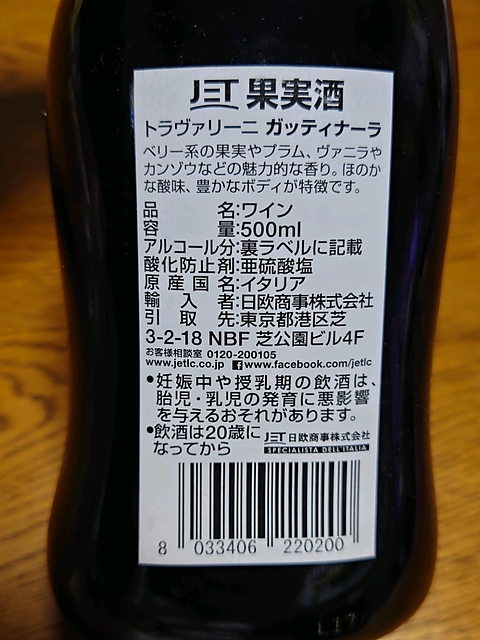 JET 果実酒
トラヴァリーニ ガッティナーラ
ベリー系の果実やプラム、ヴァニラや
カンゾウなどの魅力的な香り。ほのか
な酸味、豊かなボディが特徴です。
品名:ワイン
容量:500ml
アルコール分:裏ラベルに記載
酸化防止剤:亜硫酸塩
原産国名:イタリア
輸入者:日欧商事株式会社
引取先:東京都港区芝
3-2-18 NBF 芝公園ビル4F
お客様相談室 0120-200105
www.jetlc.co.jp f www.facebook.com/jetlc
●妊娠中や授乳期の飲酒は、
胎児・乳児の発育に悪影響
を与えるおそれがあります。
●飲酒は20歳に
なってから
JET 日欧商事株式会社
SPECIALISTA DELL'ITALIA
8 033406 220200